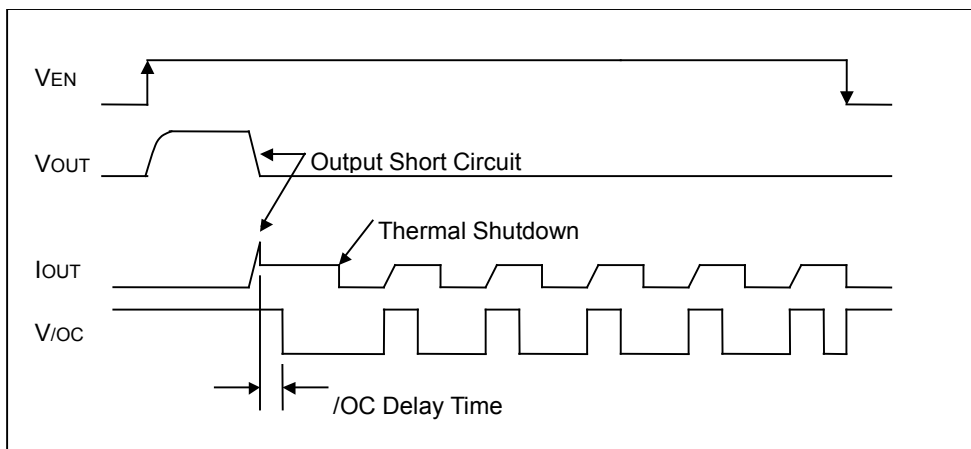 VEN
VOUT
Output Short Circuit
Thermal Shutdown
IOUT
V/OC
/OC Delay Time